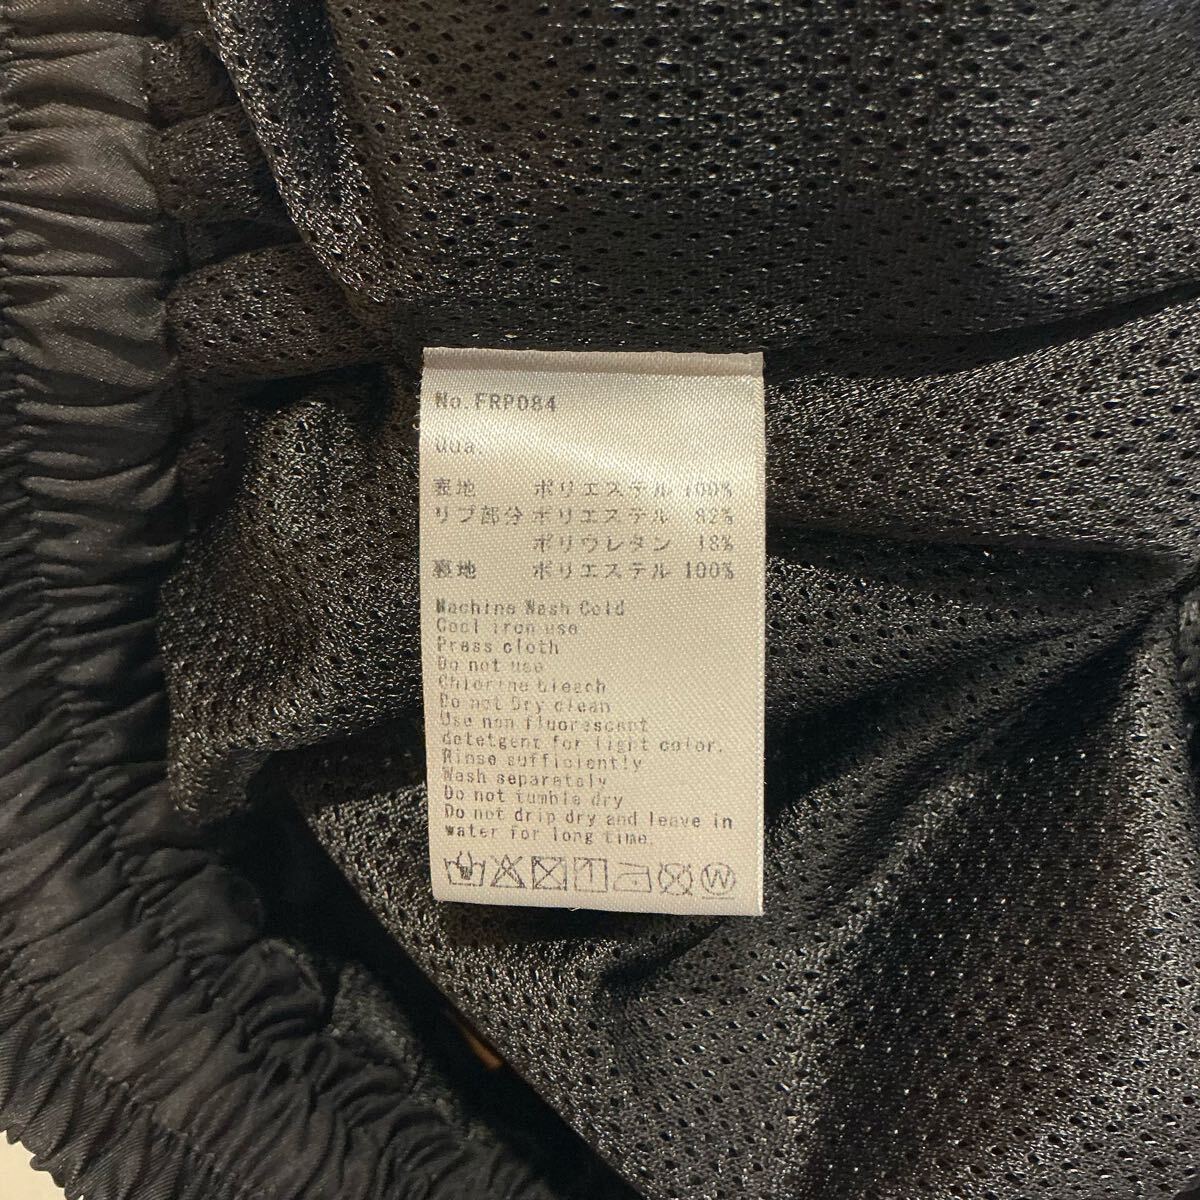 No.FRP084
uua.
表地 ポリエステル 100%
リブ部分 ポリエステル 82%
ポリウレタン 18%
裏地 ポリエステル 100%
Machine Wash Cold
Cool iron use
Press cloth
Do not use
Chlorine bleach
Do not Dry clean
Use non fluorescent
detetgent for light color.
Rinse sufficiently
Wash separately
Do not tumble dry
Do not drip dry and leave in
water for long time.
W